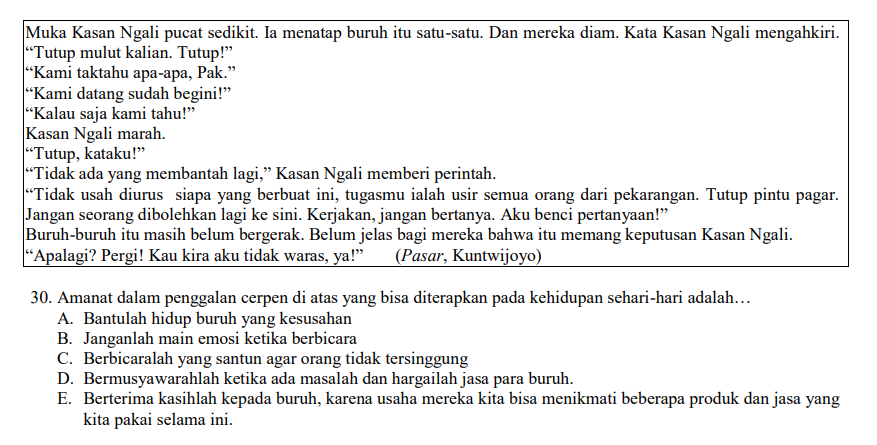 Muka Kasan Ngali pucat sedikit. Ia menatap buruh itu satu-satu. Dan mereka diam. Kata Kasan Ngali mengahkiri.
“Tutup mulut kalian. Tutup!”
“Kami taktahu apa-apa, Pak.”
“Kami datang sudah begini!”
“Kalau saja kami tahu!”
Kasan Ngali marah.
“Tutup, kataku!”
“Tidak ada yang membantah lagi,” Kasan Ngali memberi perintah.
“Tidak usah diurus siapa yang berbuat ini, tugasmu ialah usir semua orang dari pekarangan. Tutup pintu pagar.
Jangan seorang dibolehkan lagi ke sini. Kerjakan, jangan bertanya. Aku benci pertanyaan!”
Buruh-buruh itu masih belum bergerak. Belum jelas bagi mereka bahwa itu memang keputusan Kasan Ngali.
“Apalagi? Pergi! Kau kira aku tidak waras, ya!” (Pasar, Kuntwijoyo)
30. Amanat dalam penggalan cerpen di atas yang bisa diterapkan pada kehidupan sehari-hari adalah…
A. Bantulah hidup buruh yang kesusahan
B. Janganlah main emosi ketika berbicara
C. Berbicaralah yang santun agar orang tidak tersinggung
D. Bermusyawarahlah ketika ada masalah dan hargailah jasa para buruh.
E. Berterima kasihlah kepada buruh, karena usaha mereka kita bisa menikmati beberapa produk dan jasa yang
kita pakai selama ini.